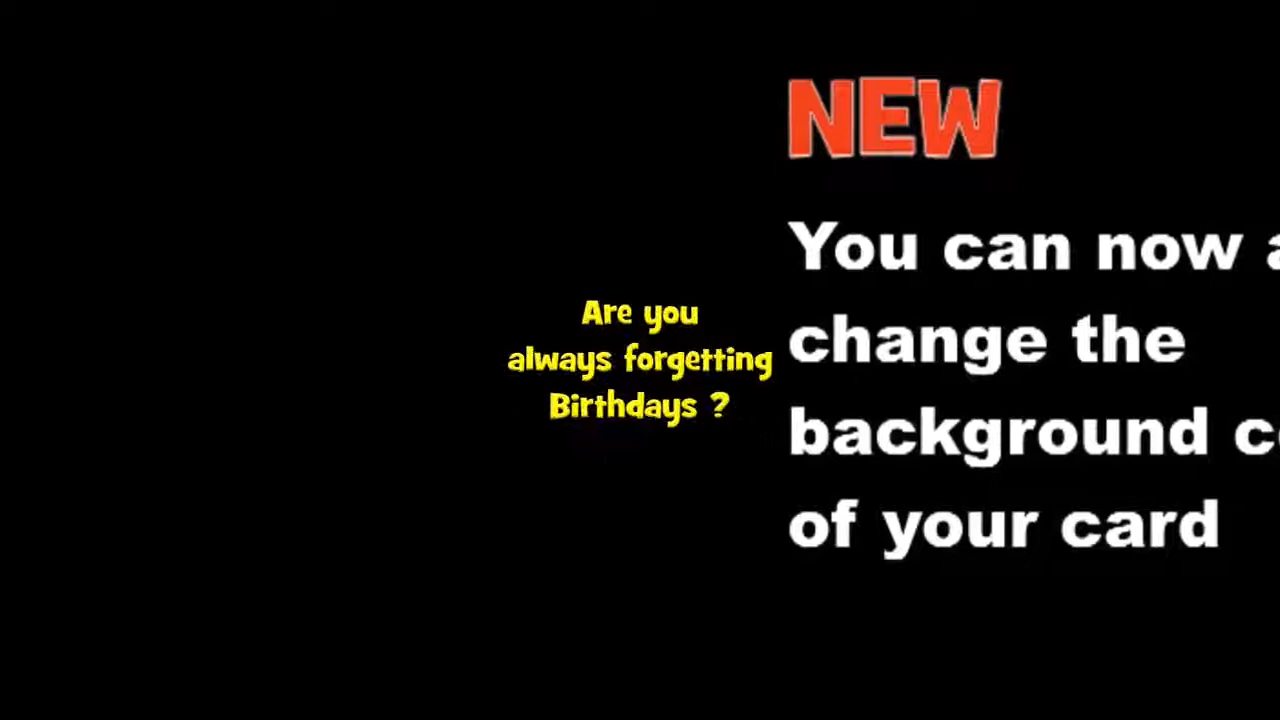 Are you
always forgetting
Birthdays ?
NEW
You can now
change the
background
of your card